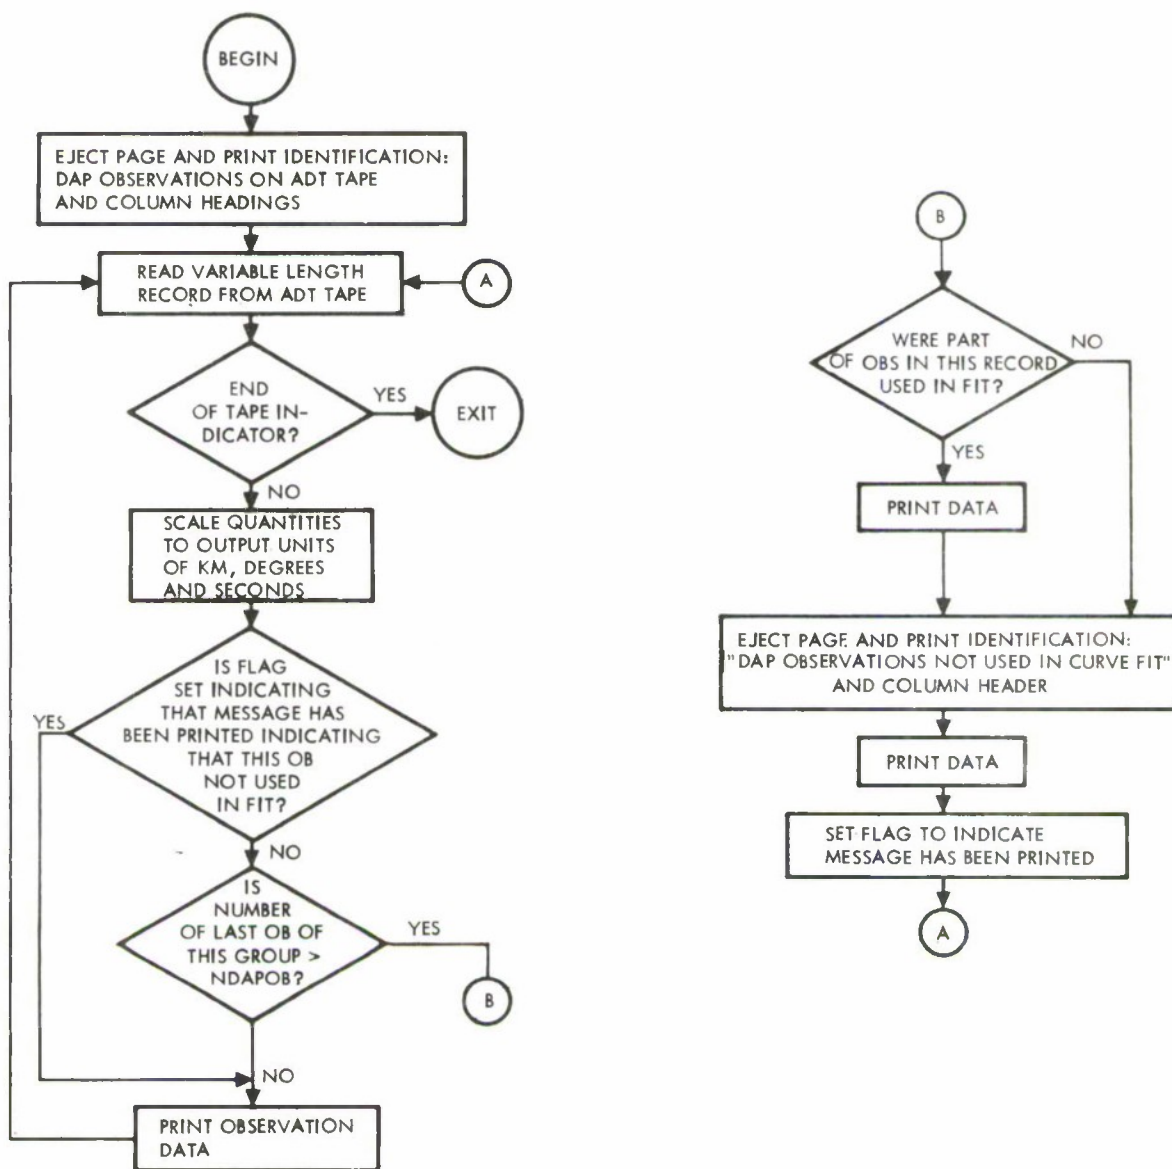 BEGIN
EJECT PAGE AND PRINT IDENTIFICATION:
DAP OBSERVATIONS ON ADT TAPE
AND COLUMN HEADINGS
READ VARIABLE LENGTH
RECORD FROM ADT TAPE
A
END
OF TAPE IN-
DICATOR?
YES
EXIT
NO
SCALE QUANTITIES
TO OUTPUT UNITS
OF KM, DEGREES
AND SECONDS
IS FLAG
SET INDICATING
THAT MESSAGE HAS
BEEN PRINTED INDICATING
THAT THIS OB
NOT USED
IN FIT?
YES
NO
IS
NUMBER
OF LAST OB OF
THIS GROUP >
NDAPOB?
YES
B
NO
PRINT OBSERVATION
DATA
B
WERE PART
OF OBS IN THIS RECORD
USED IN FIT?
NO
YES
PRINT DATA
EJECT PAGE AND PRINT IDENTIFICATION:
"DAP OBSERVATIONS NOT USED IN CURVE FIT"
AND COLUMN HEADER
PRINT DATA
SET FLAG TO INDICATE
MESSAGE HAS BEEN PRINTED
A